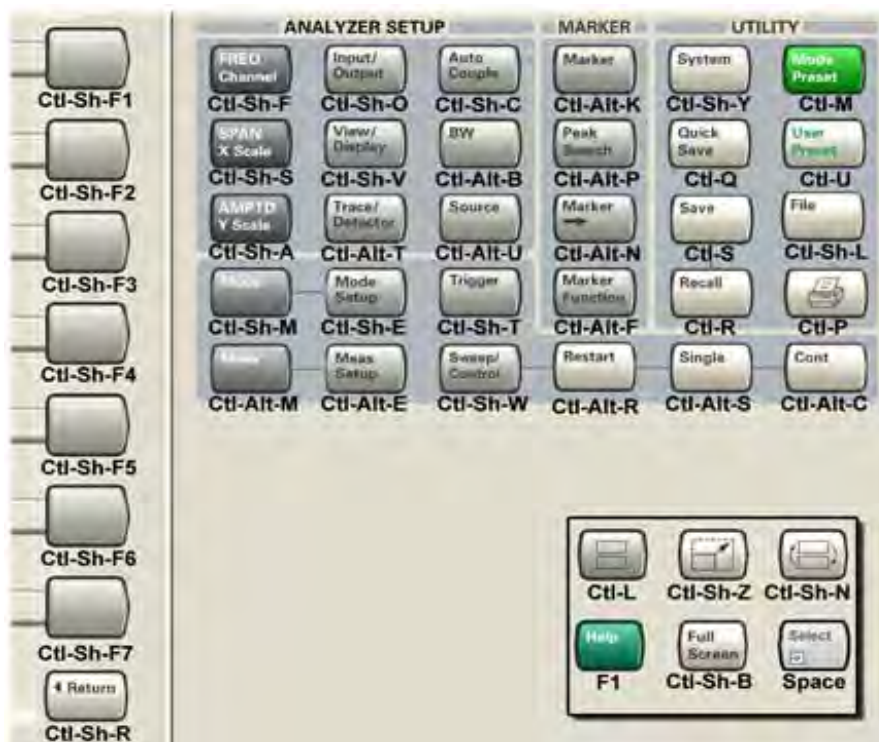 ANALYZER SETUP
MARKER
UTILITY
Ctl-Sh-F1
Ctl-Sh-F2
Ctl-Sh-F3
Ctl-Sh-F4
Ctl-Sh-F5
Ctl-Sh-F6
Ctl-Sh-F7
Return
Ctl-Sh-R
FREQ
Channel
Ctl-Sh-F
Input/
Output
Ctl-Sh-O
Auto
Couple
Ctl-Sh-C
Marker
Ctl-Alt-K
System
Ctl-Sh-Y
Mode
Preset
Ctl-M
SPAN
X Scale
Ctl-Sh-S
View/
Display
Ctl-Sh-V
BW
Ctl-Alt-B
Peak
Search
Ctl-Alt-P
Quick
Save
Ctl-Q
User
Preset
Ctl-U
AMPTD
Y Scale
Ctl-Sh-A
Trace/
Detector
Ctl-Alt-T
Source
Ctl-Alt-U
Marker
Ctl-Alt-N
Save
Ctl-S
File
Ctl-Sh-L
Mode
Ctl-Sh-M
Mode
Setup
Ctl-Sh-E
Trigger
Ctl-Sh-T
Marker
Function
Ctl-Alt-F
Recall
Ctl-R
Ctl-P
Meas
Ctl-Alt-M
Meas
Setup
Ctl-Alt-E
Sweep/
Control
Ctl-Sh-W
Restart
Ctl-Alt-R
Single
Ctl-Alt-S
Cont
Ctl-Alt-C
Ctl-L
Ctl-Sh-Z
Ctl-Sh-N
Help
F1
Full
Screen
Ctl-Sh-B
Select
Space